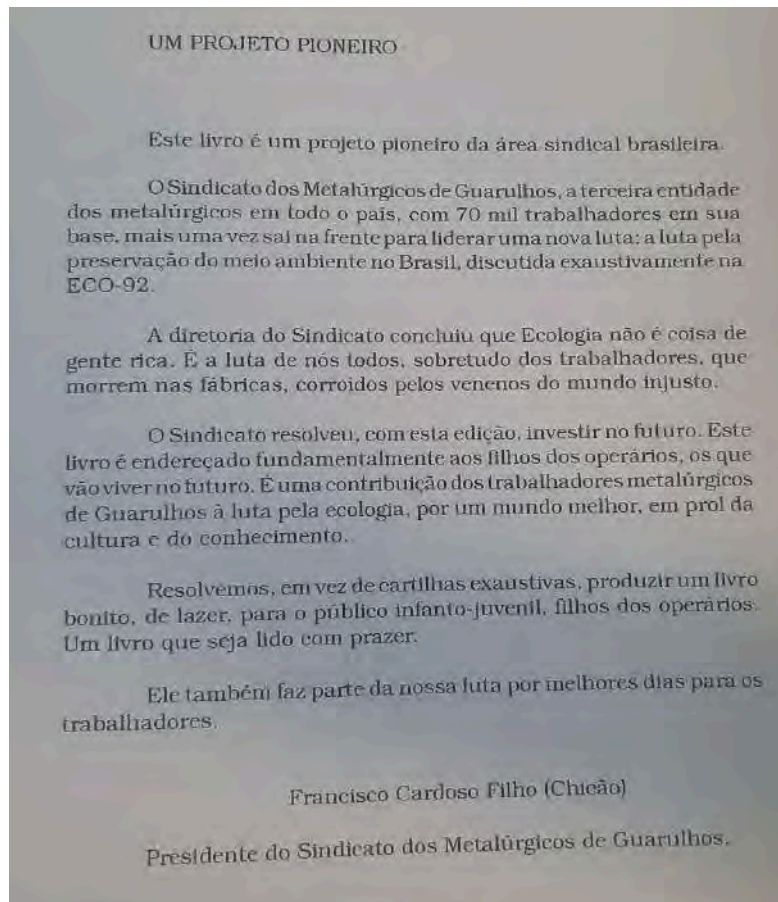 UM PROJETO PIONEIRO
Este livro é um projeto pioneiro da área sindical brasileira.
O Sindicato dos Metalúrgicos de Guarulhos, a terceira entidade
dos metalúrgicos em todo o país, com 70 mil trabalhadores em sua
base, mais uma vez sai na frente para liderar uma nova luta: a luta pela
preservação do meio ambiente no Brasil, discutida exaustivamente na
ECO-92.
A diretoria do Sindicato concluiu que Ecologia não é coisa de
gente rica. É a luta de nós todos, sobretudo dos trabalhadores, que
morrem nas fábricas, corroídos pelos venenos do mundo injusto.
O Sindicato resolveu, com esta edição, investir no futuro. Este
livro é endereçado fundamentalmente aos filhos dos operários, os que
vão viver no futuro. É uma contribuição dos trabalhadores metalúrgicos
de Guarulhos à luta pela ecologia, por um mundo melhor, em prol da
cultura e do conhecimento.
Resolvemos, em vez de cartilhas exaustivas, produzir um livro
bonito, de lazer, para o público infanto-juvenil, filhos dos operários.
Um livro que seja lido com prazer.
Ele também faz parte da nossa luta por melhores dias para os
trabalhadores.
Francisco Cardoso Filho (Chicão)
Presidente do Sindicato dos Metalúrgicos de Guarulhos.